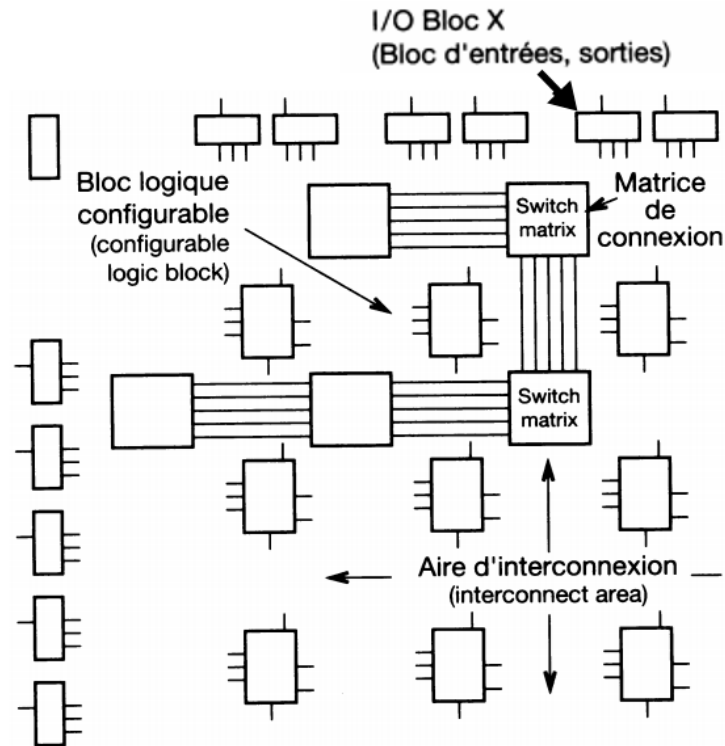 I/O Bloc X
(Bloc d'entrées, sorties)
Bloc logique
configurable
(configurable
logic block)
Switch
matrix
Matrice
de
connexion
Switch
matrix
Aire d'interconnexion
(interconnect area)